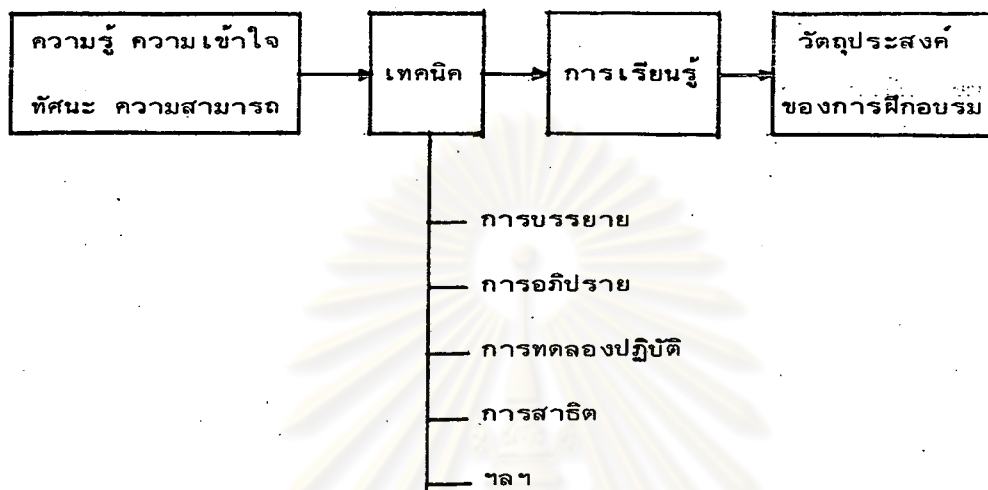 ความรู้ ความเข้าใจ
ทัศนะ ความสามารถ
เทคนิค
การเรียนรู้
วัตถุประสงค์
ของการฝึกอบรม
การบรรยาย
การอภิปราย
การทดลองปฏิบัติ
การสาธิต
ฯลฯ